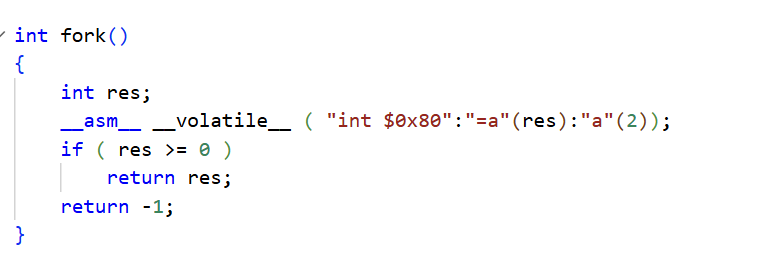 int fork()
{
    int res;
    __asm__ __volatile__ ( "int $0x80":"=a"(res):"a"(2));
    if ( res >= 0 )
        return res;
    return -1;
}